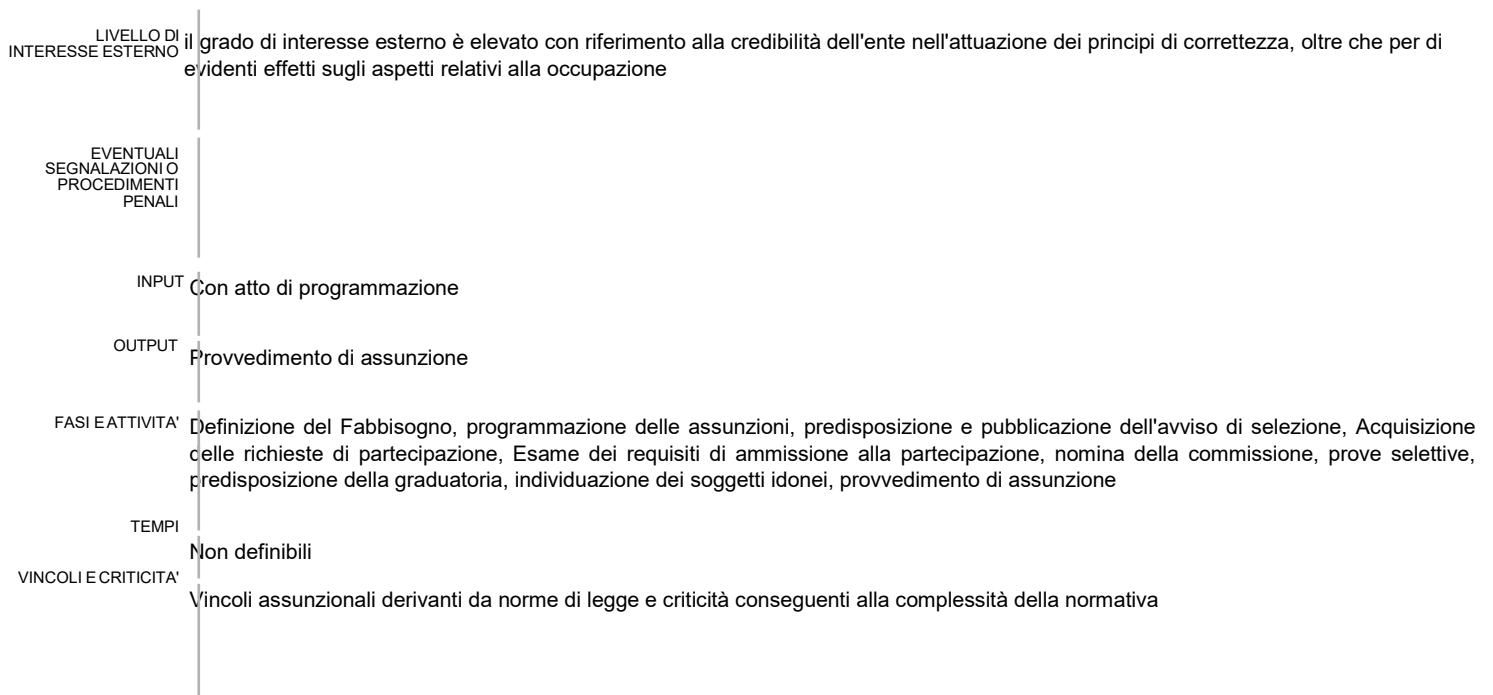 LIVELLO DI
INTERESSE ESTERNO
il grado di interesse esterno è elevato con riferimento alla credibilità dell'ente nell'attuazione dei principi di correttezza, oltre che per di
evidenti effetti sugli aspetti relativi alla occupazione
EVENTUALI
SEGNALAZIONI O
PROCEDIMENTI
PENALI
INPUT
Con atto di programmazione
OUTPUT
Provvedimento di assunzione
FASI E ATTIVITA'
Definizione del Fabbisogno, programmazione delle assunzioni, predisposizione e pubblicazione dell'avviso di selezione, Acquisizione
delle richieste di partecipazione, Esame dei requisiti di ammissione alla partecipazione, nomina della commissione, prove selettive,
predisposizione della graduatoria, individuazione dei soggetti idonei, provvedimento di assunzione
TEMPI
Non definibili
VINCOLI E CRITICITA'
Vincoli assunzionali derivanti da norme di legge e criticità conseguenti alla complessità della normativa